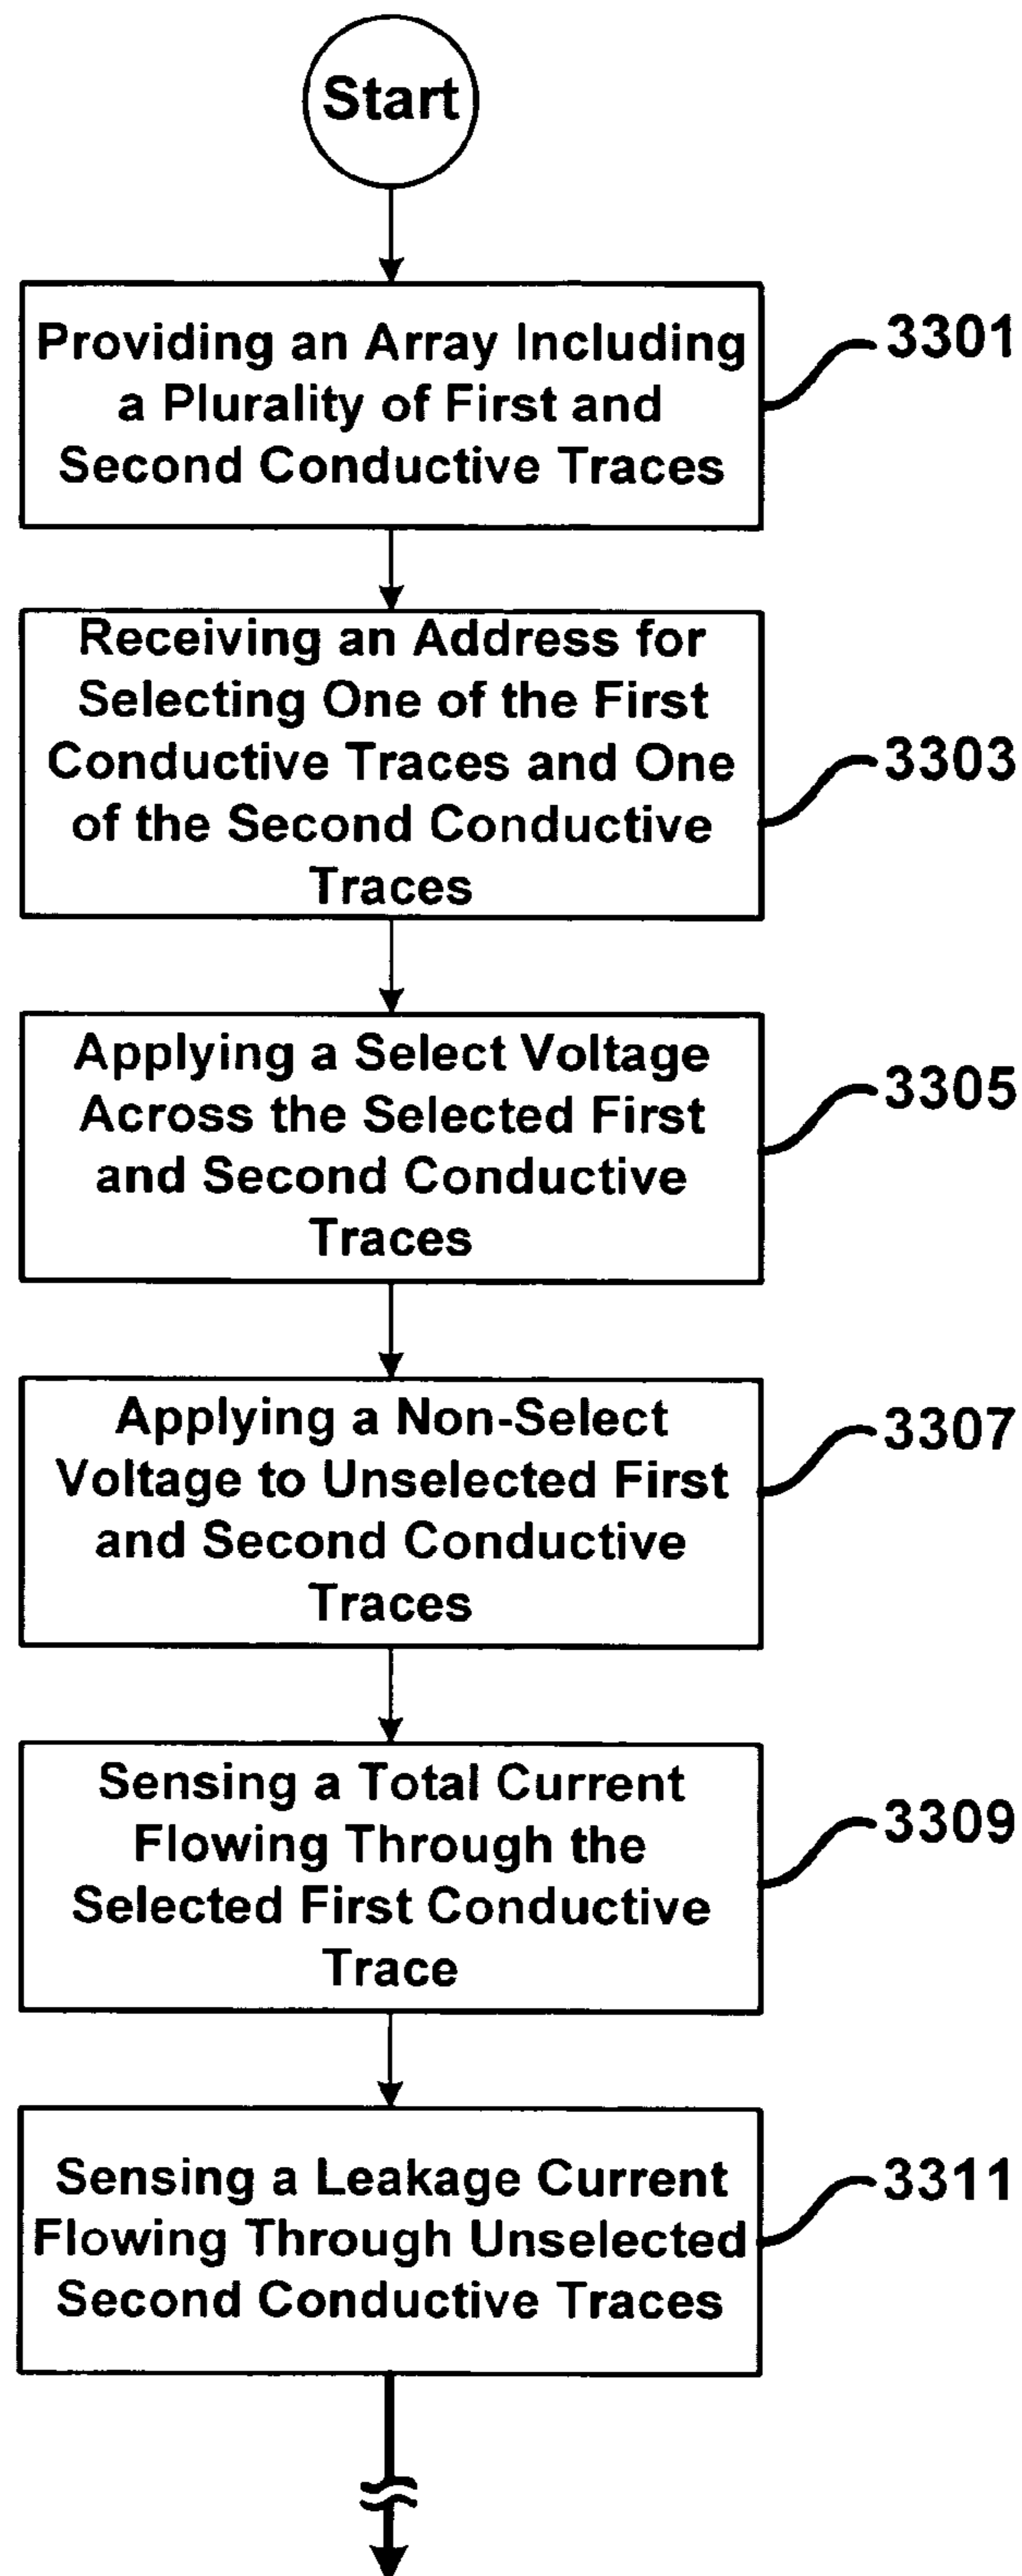 Start
Providing an Array Including
a Plurality of First and
Second Conductive Traces
3301
Receiving an Address for
Selecting One of the First
Conductive Traces and One
of the Second Conductive
Traces
3303
Applying a Select Voltage
Across the Selected First
and Second Conductive
Traces
3305
Applying a Non-Select
Voltage to Unselected First
and Second Conductive
Traces
3307
Sensing a Total Current
Flowing Through the
Selected First Conductive
Trace
3309
Sensing a Leakage Current
Flowing Through Unselected
Second Conductive Traces
3311